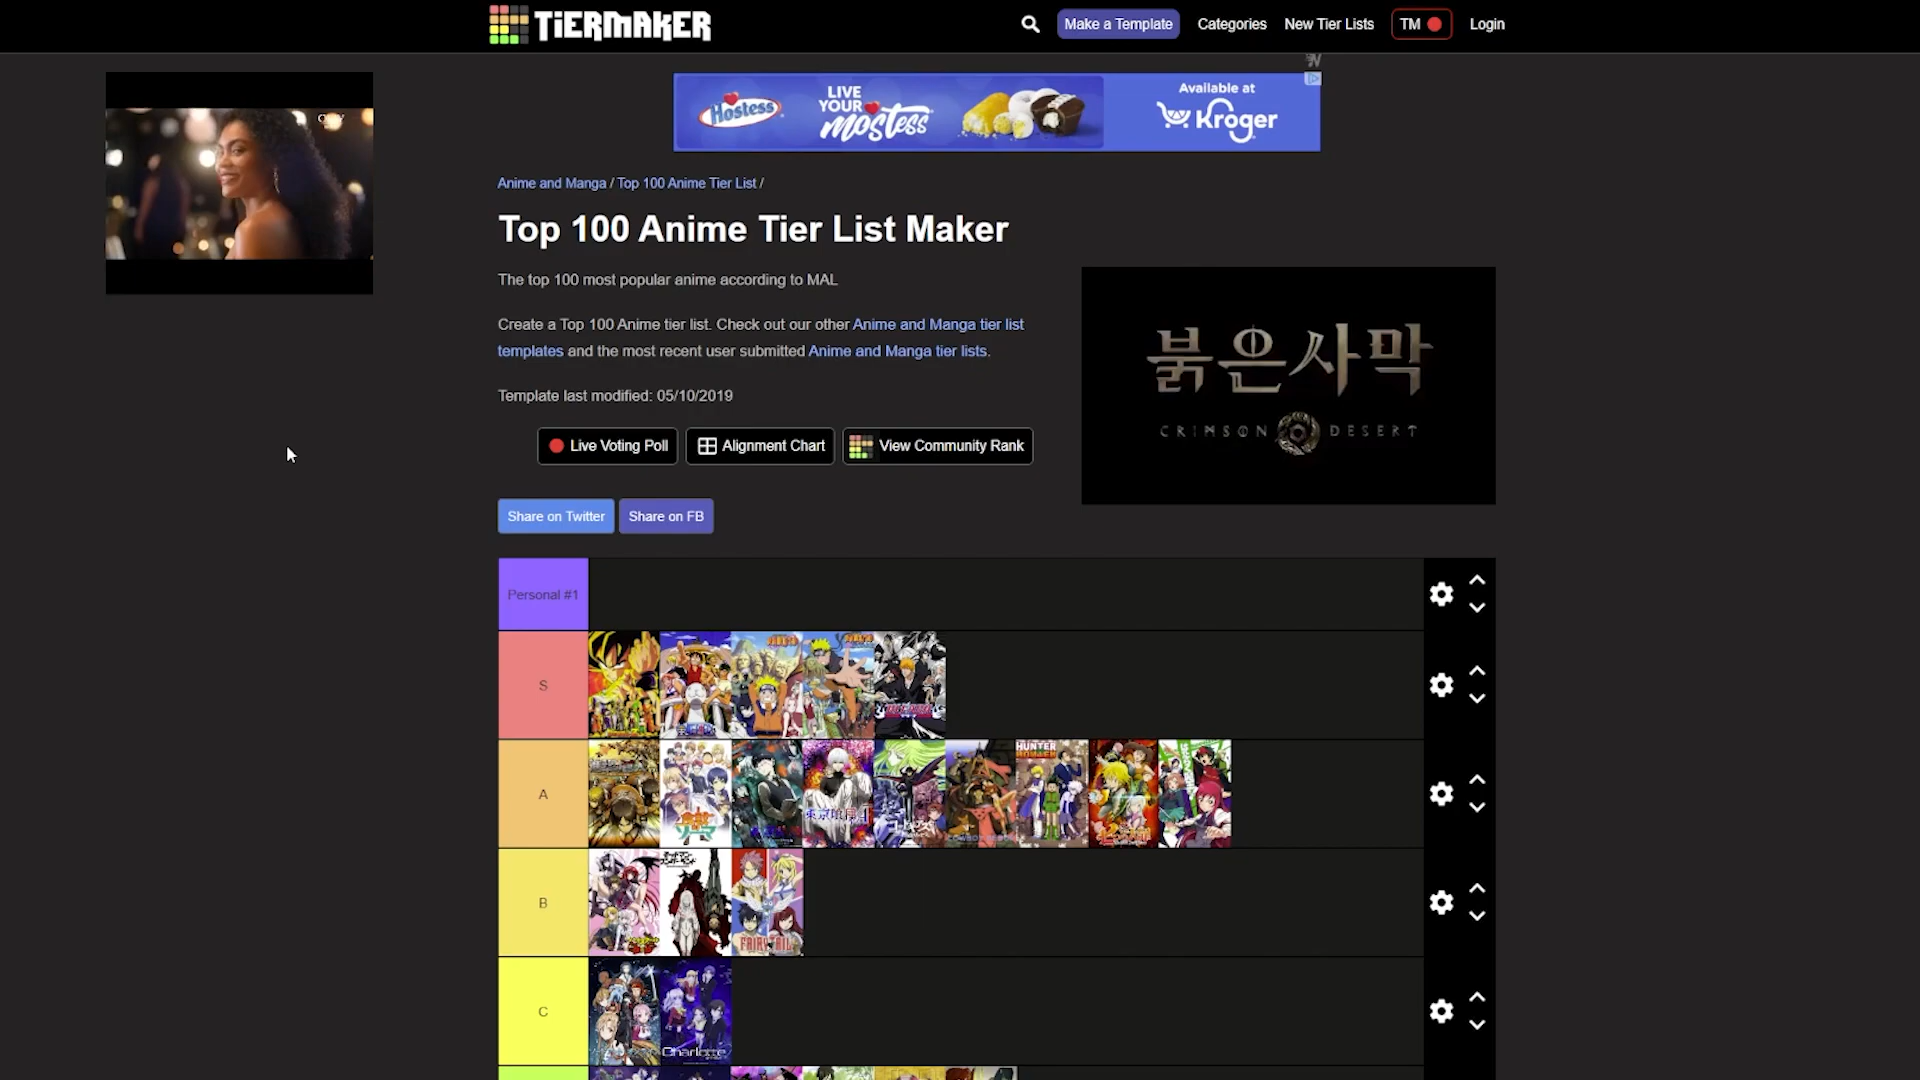 TiERMAKER
Make a Template
Categories
New Tier Lists
TM
Login
Hostess
LIVE
YOUR
mostess
Available at
Kroger
Anime and Manga / Top 100 Anime Tier List /
Top 100 Anime Tier List Maker
The top 100 most popular anime according to MAL
Create a Top 100 Anime tier list. Check out our other Anime and Manga tier list
templates and the most recent user submitted Anime and Manga tier lists.
Template last modified: 05/10/2019
Live Voting Poll
Alignment Chart
View Community Rank
붉은사막
CRIMSON DESERT
Share on Twitter
Share on FB
Personal #1
S
A
HUNTER
東京喰種
B
FAIRY TAIL
C
Charlotte